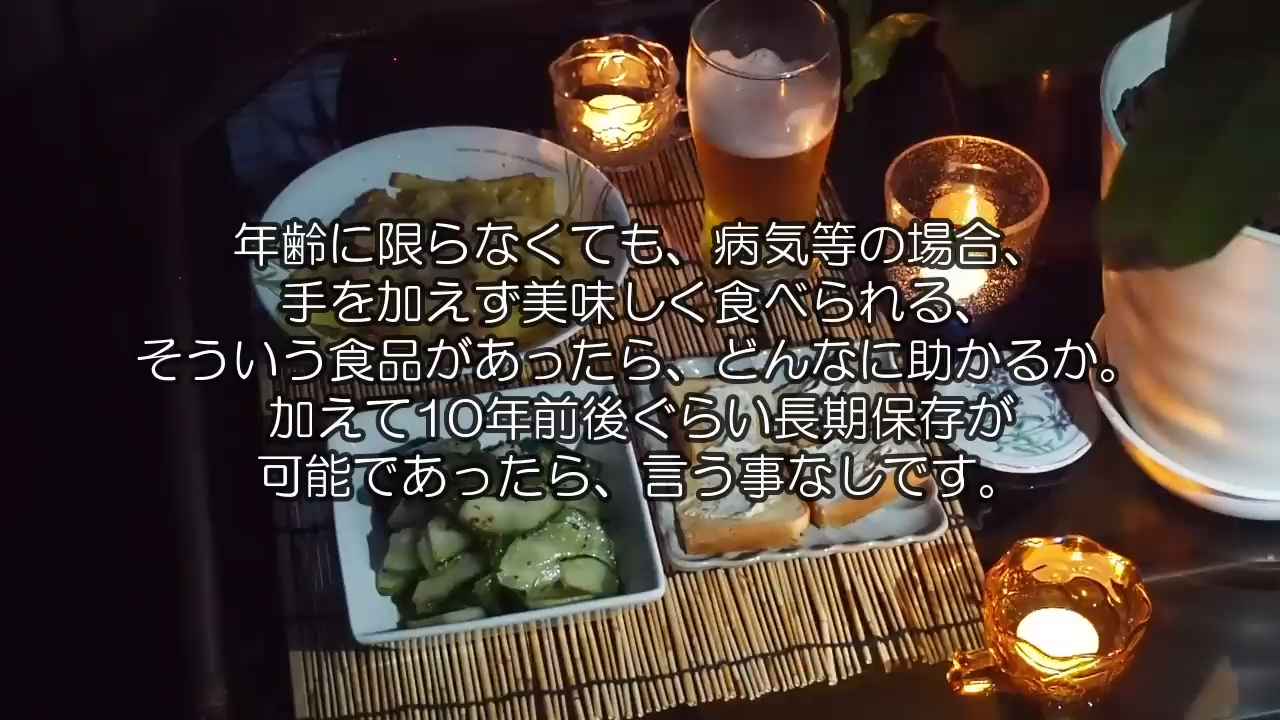 年齢に限らなくても、病気等の場合、
手を加えず美味しく食べられる、
そういう食品があったら、どんなに助かるか。
加えて10年前後ぐらい長期保存が
可能であったら、言う事なしです。